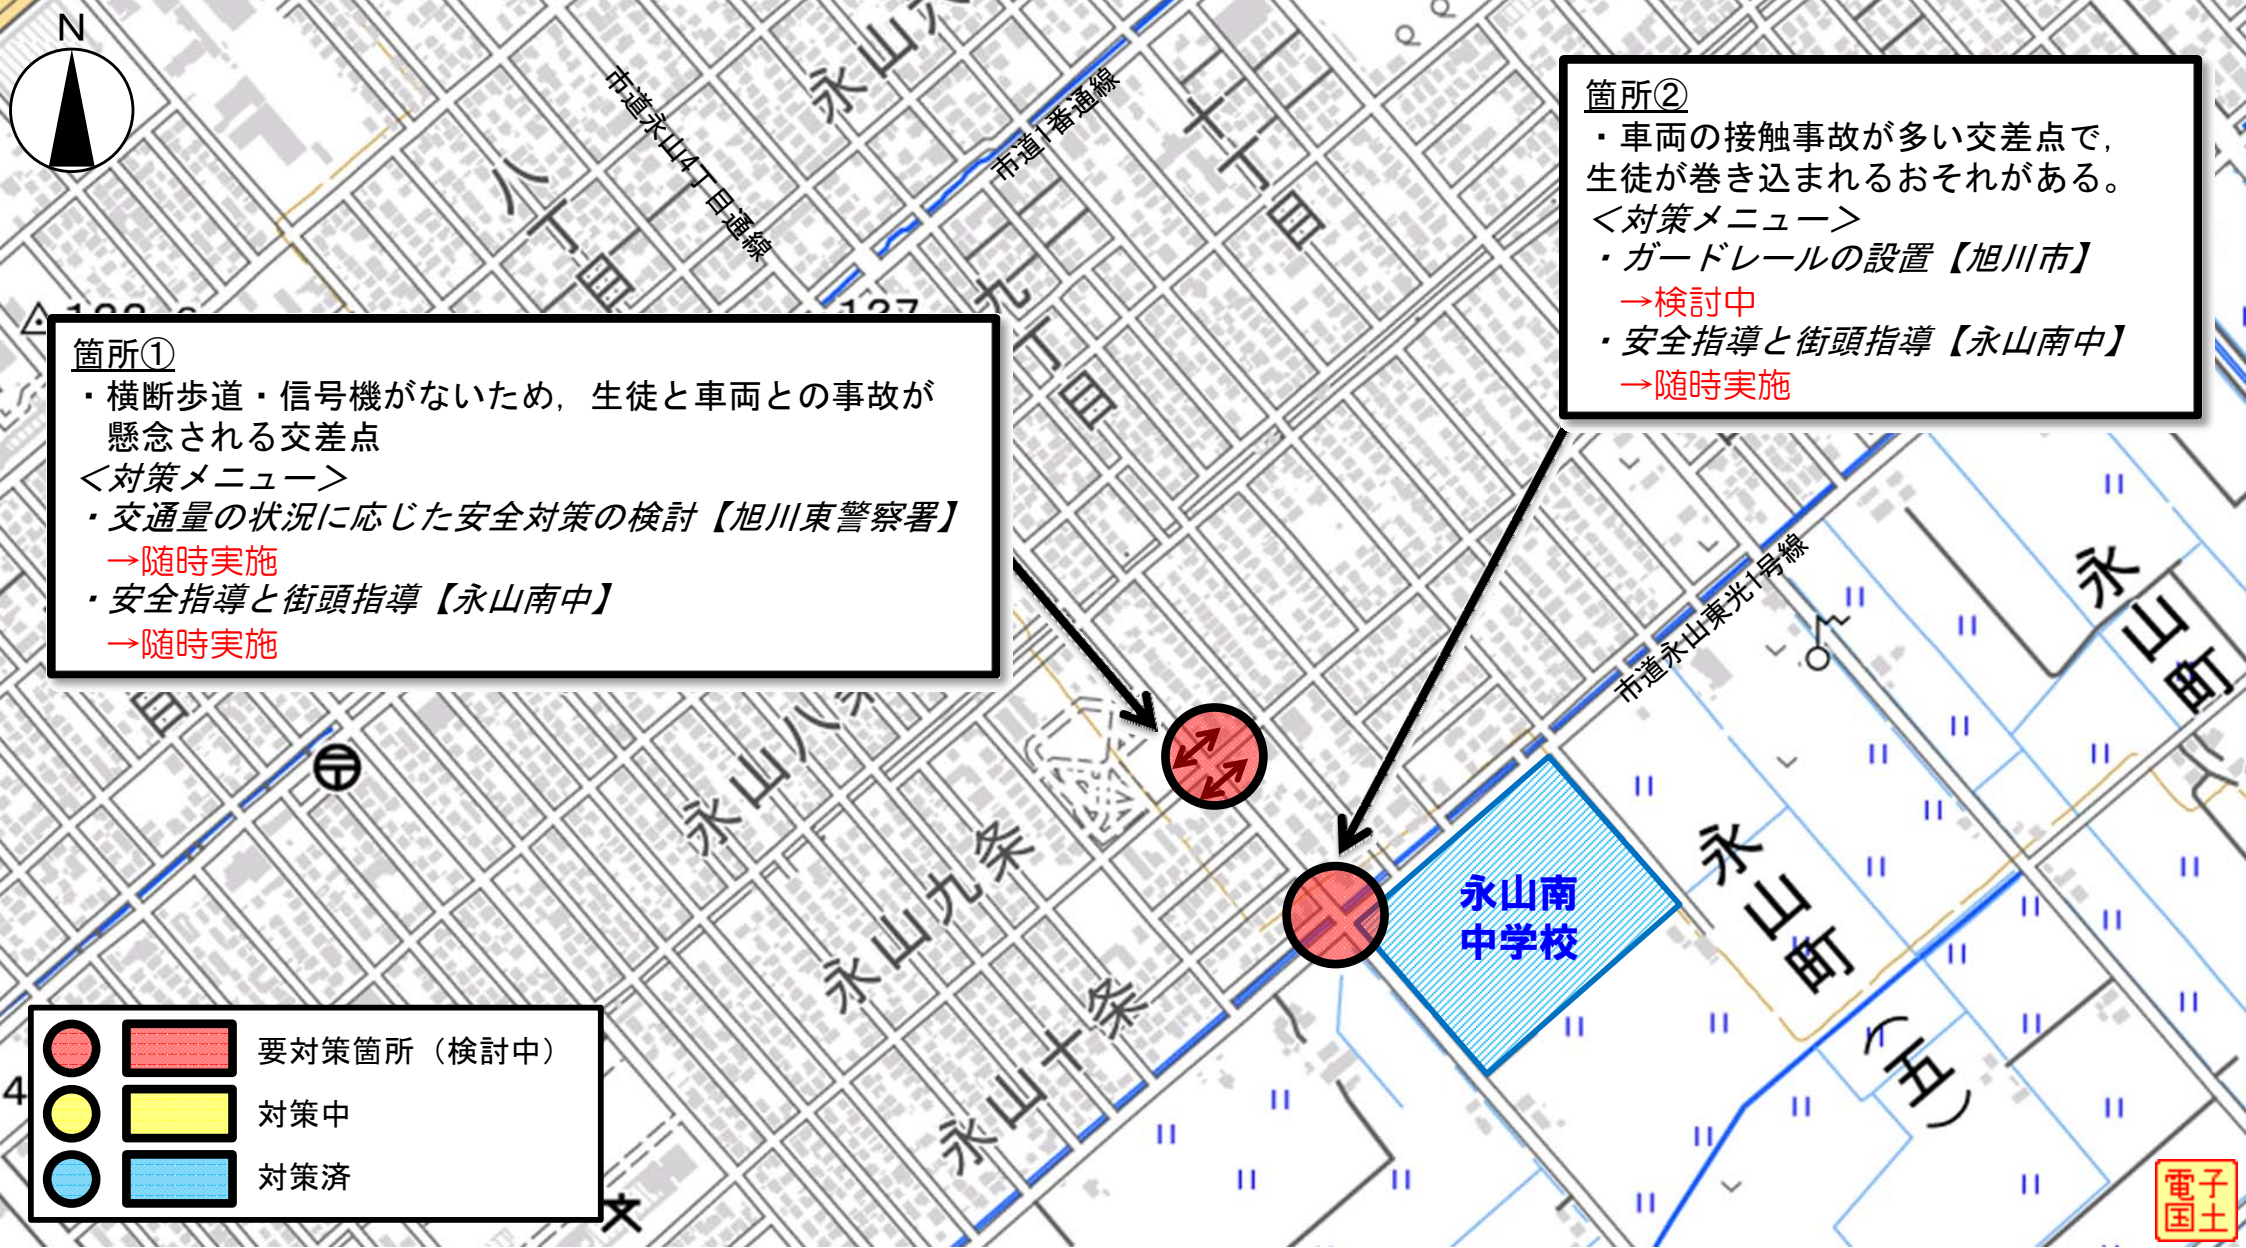 N
永山六
市道永山4丁目通線
市道1番通線
八丁目
九丁目
十丁目
127
箇所①
・横断歩道・信号機がないため，生徒と車両との事故が
懸念される交差点
＜対策メニュー＞
・交通量の状況に応じた安全対策の検討【旭川東警察署】
→随時実施
・安全指導と街頭指導【永山南中】
→随時実施
箇所②
・車両の接触事故が多い交差点で，
生徒が巻き込まれるおそれがある。
＜対策メニュー＞
・ガードレールの設置【旭川市】
→検討中
・安全指導と街頭指導【永山南中】
→随時実施
市道永山東光1号線
目
永山八条
永山九条
永山十条
永山南
中学校
永山町
永山町
（五）
4
要対策箇所（検討中）
対策中
対策済
電子
国土